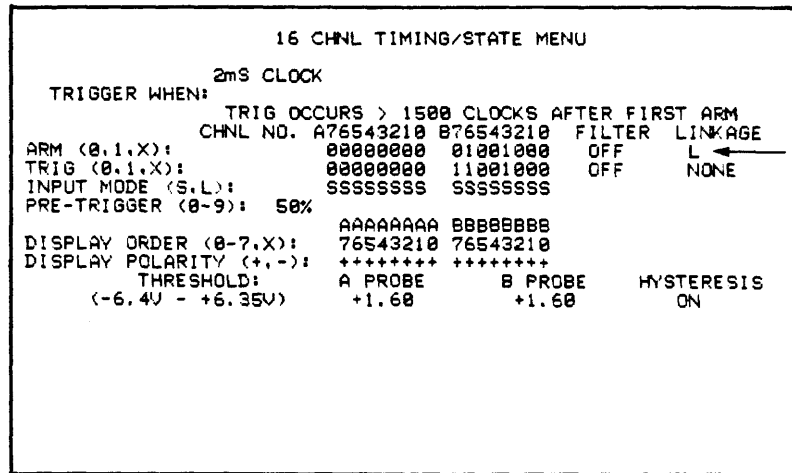 16 CHNL TIMING/STATE MENU
2mS CLOCK
TRIGGER WHEN:
TRIG OCCURS > 1500 CLOCKS AFTER FIRST ARM
CHNL NO. A76543210 B76543210 FILTER LINKAGE
ARM (0,1,X): 00000000 01001000 OFF L
TRIG (0,1,X): 00000000 11001000 OFF NONE
INPUT MODE (S,L): SSSSSSSS SSSSSSSS
PRE-TRIGGER (0-9): 50%
AAAAAAAA BBBBBBBB
DISPLAY ORDER (0-7,X): 76543210 76543210
DISPLAY POLARITY (+,-): ++++++++ ++++++++
THRESHOLD: A PROBE B PROBE HYSTERESIS
(-6.4V - +6.35V) +1.60 +1.60 ON